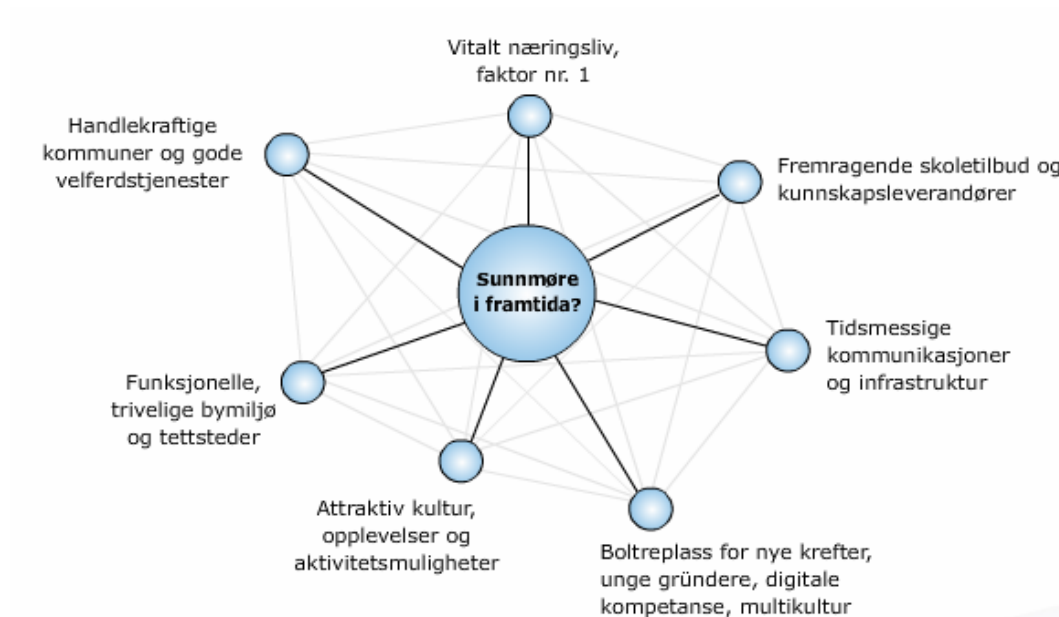 Vitalt næringsliv,
faktor nr. 1
Handlekraftige
kommuner og gode
velferdstjenester
Fremragende skoletilbud og
kunnskapsleverandører
Sunnmøre
i framtida?
Tidsmessige
kommunikasjoner
og infrastruktur
Funksjonelle,
trivelige bymiljø
og tettsteder
Attraktiv kultur,
opplevelser og
aktivitetsmuligheter
Boltreplass for nye krefter,
unge gründere, digitale
kompetanse, multikultur